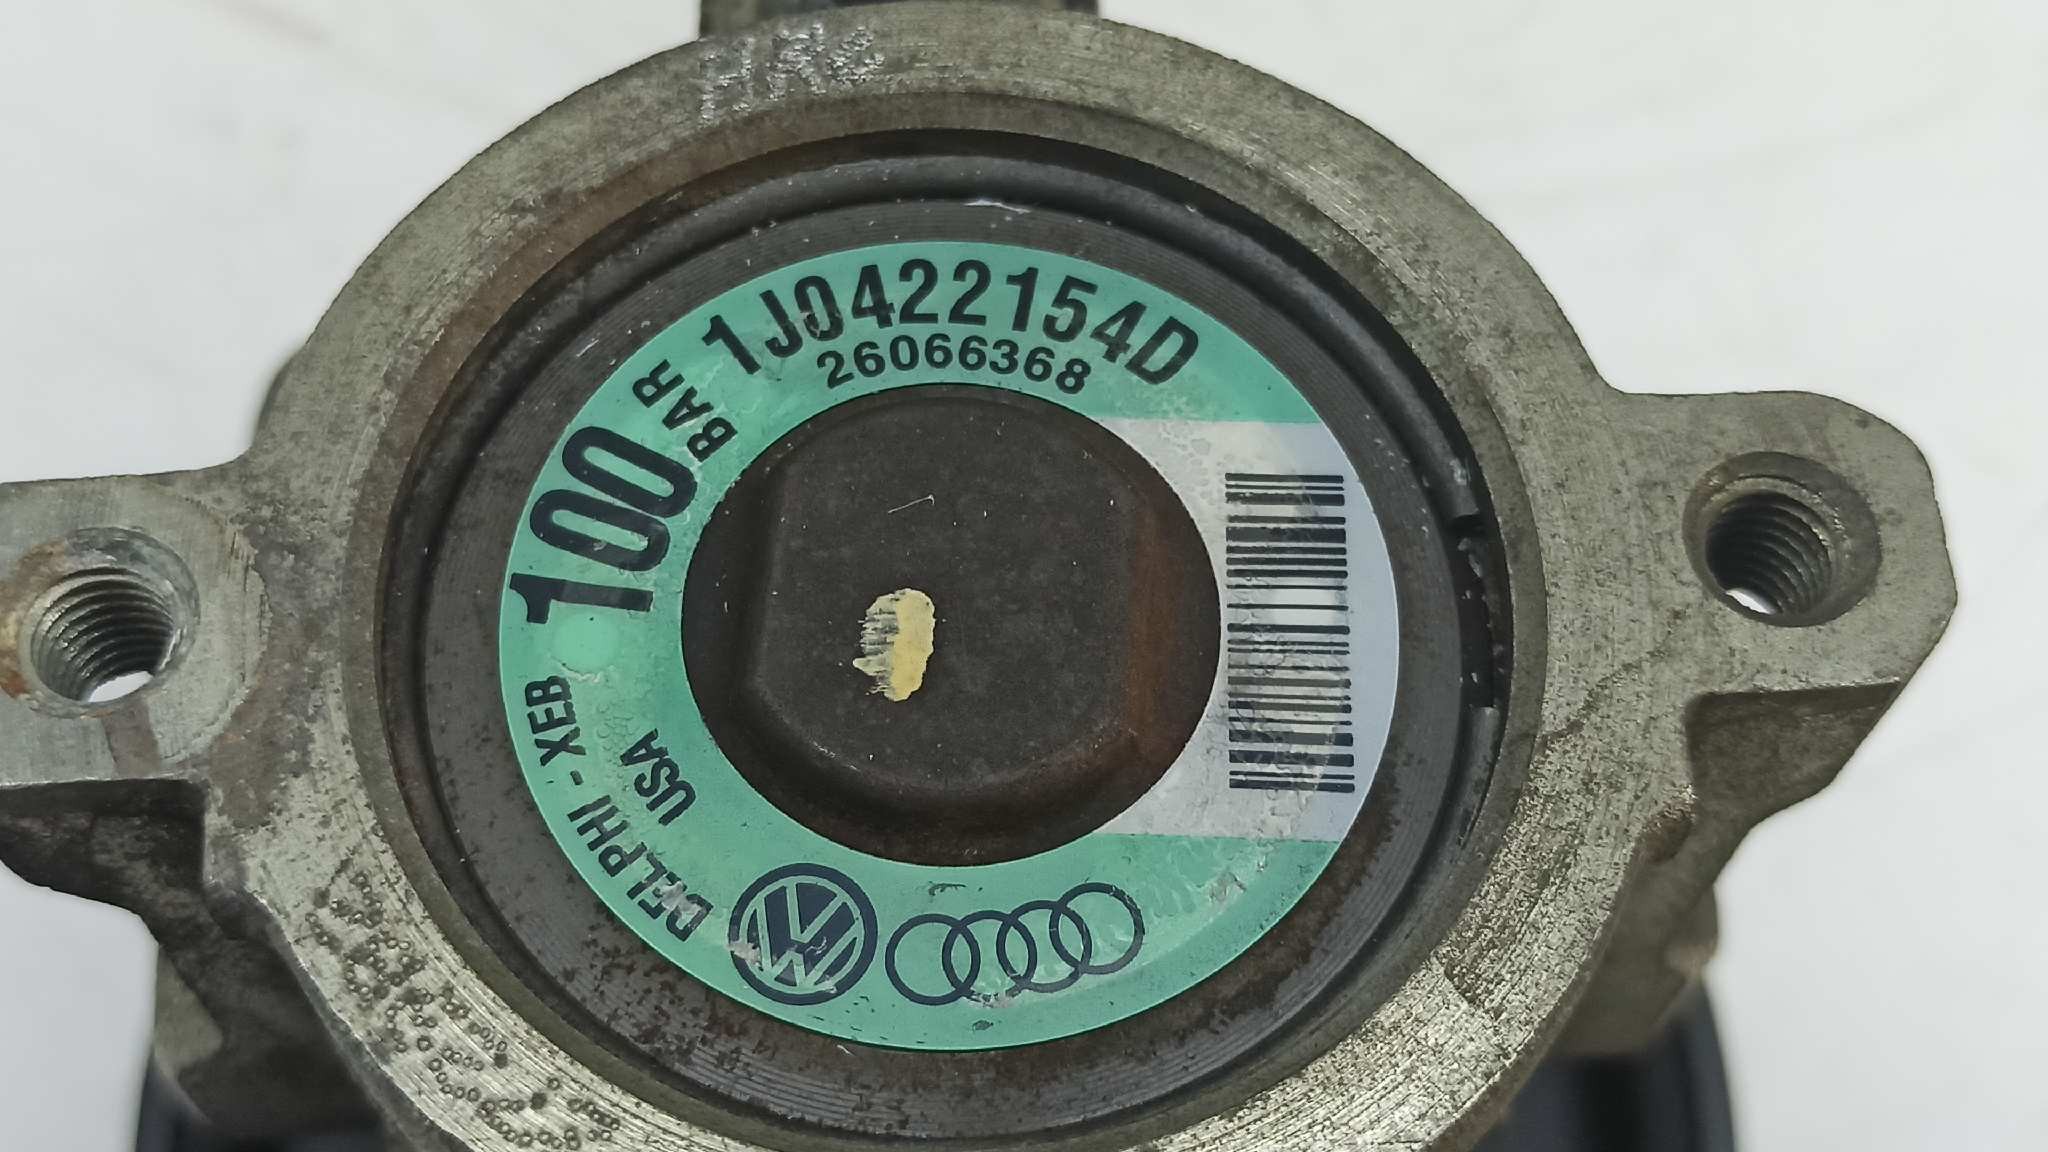 1J0422154D
26066368
100 BAR
DELPHI - XEB
USA